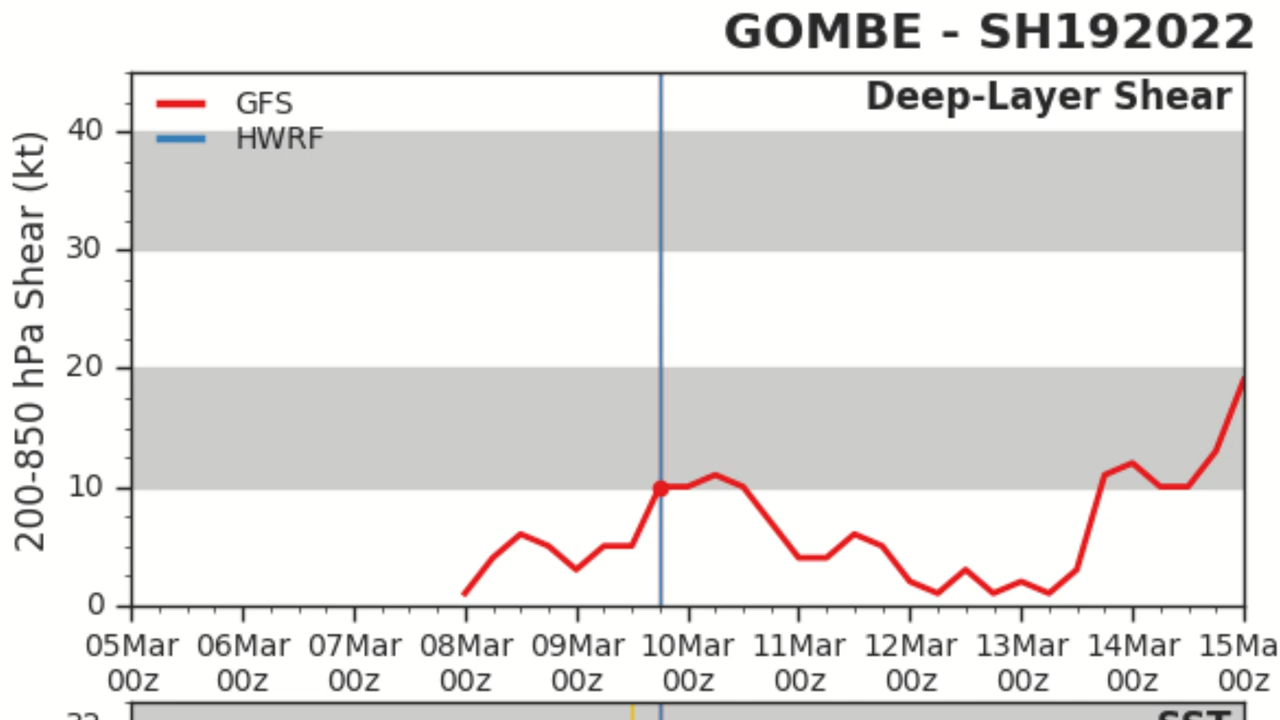 GOMBE - SH192022
Deep-Layer Shear
GFS
HWRF
200-850 hPa Shear (kt)
40
30
20
10
0
05Mar 06Mar 07Mar 08Mar 09Mar 10Mar 11Mar 12Mar 13Mar 14Mar 15Ma
00z 00z 00z 00z 00z 00z 00z 00z 00z 00z 00z
32
SST